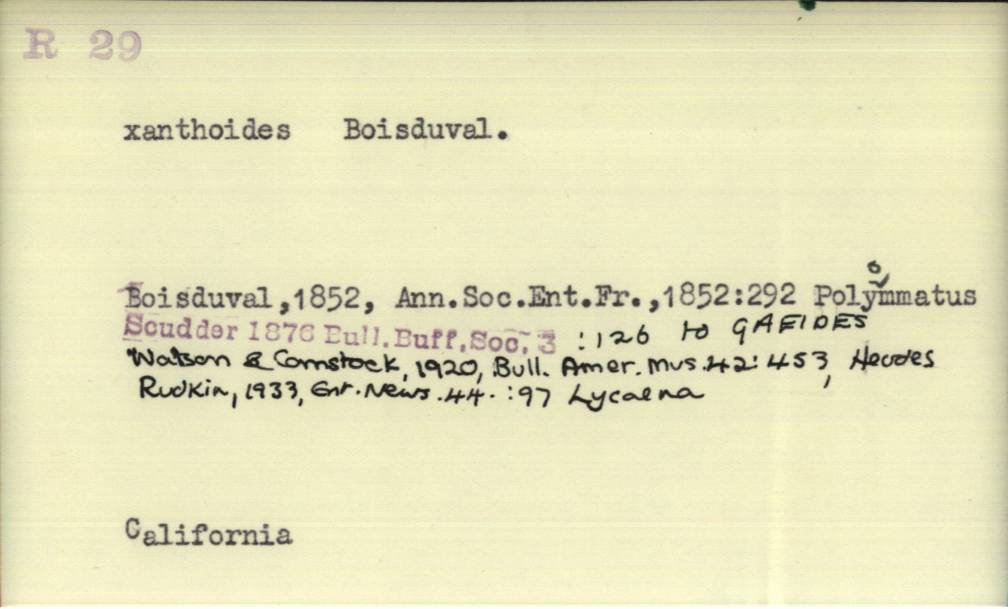 R 29
xanthoides Boisduval.
Boisduval,1852, Ann.Soc.Ent.Fr.,1852:292 Polymmatus
o
Scudder 1876 Bull.Buff.Soc. 3 :126 to GAEIDES
Watson & Comstock, 1920, Bull. Amer. Mus. 42: 453, Heodes
Rudkin, 1933, Ent. News. 44. :97 Lycaena
California